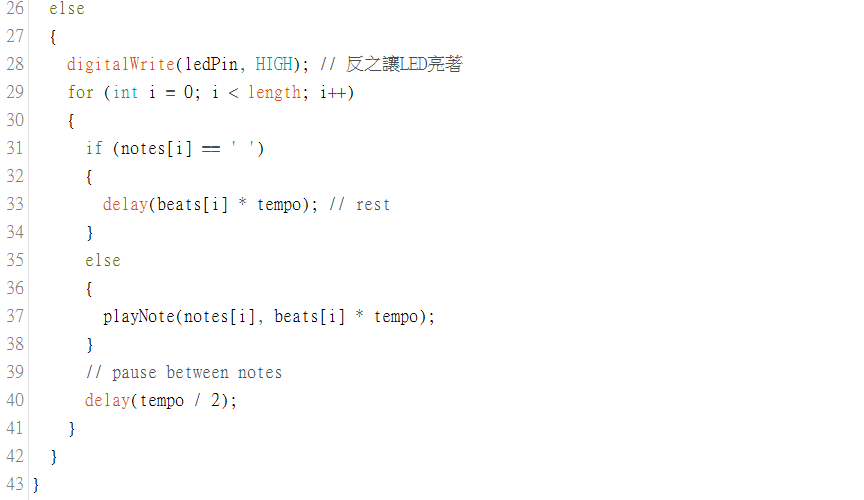 26 else
27 {
28 digitalWrite(ledPin, HIGH); // 反之讓LED亮著
29 for (int i = 0; i < length; i++)
30 {
31 if (notes[i] == ' ')
32 {
33 delay(beats[i] * tempo); // rest
34 }
35 else
36 {
37 playNote(notes[i], beats[i] * tempo);
38 }
39 // pause between notes
40 delay(tempo / 2);
41 }
42 }
43 }